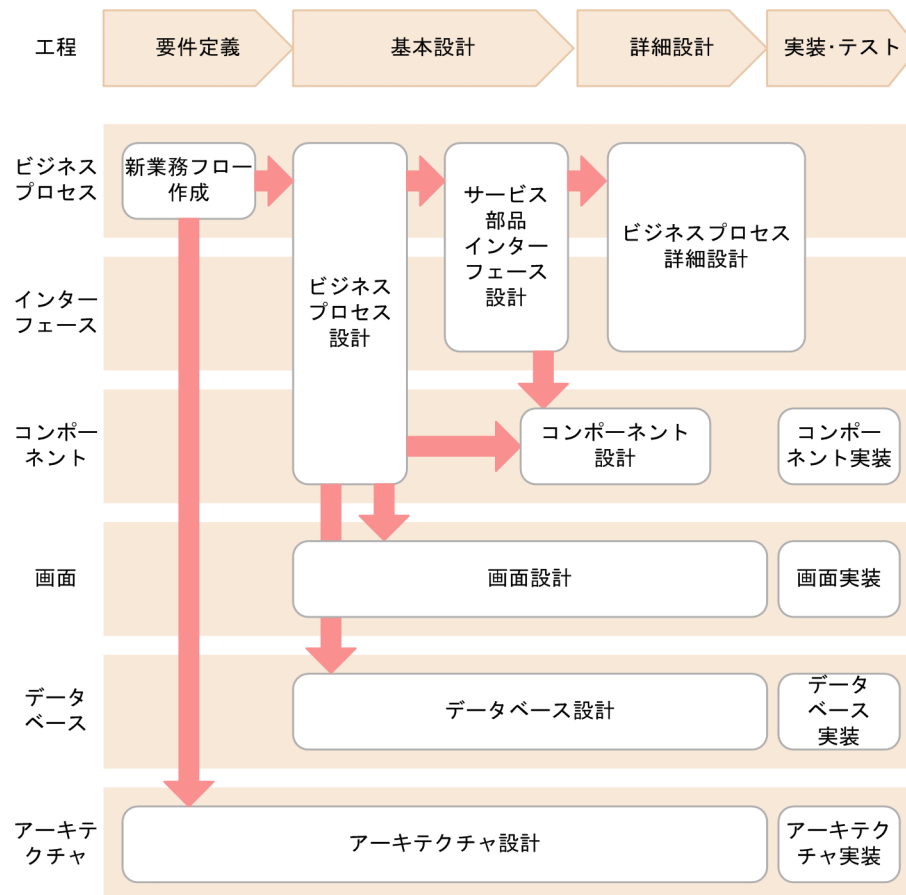 工程
要件定義
基本設計
詳細設計
実装・テスト
ビジネス
プロセス
新業務フロー
作成
ビジネス
プロセス
設計
サービス
部品
インター
フェース
設計
ビジネスプロセス
詳細設計
インター
フェース
コンポー
ネント
コンポーネント
設計
コンポー
ネント実装
画面
画面設計
画面実装
データ
ベース
データベース設計
データ
ベース
実装
アーキテ
クチャ
アーキテクチャ設計
アーキテク
チャ実装